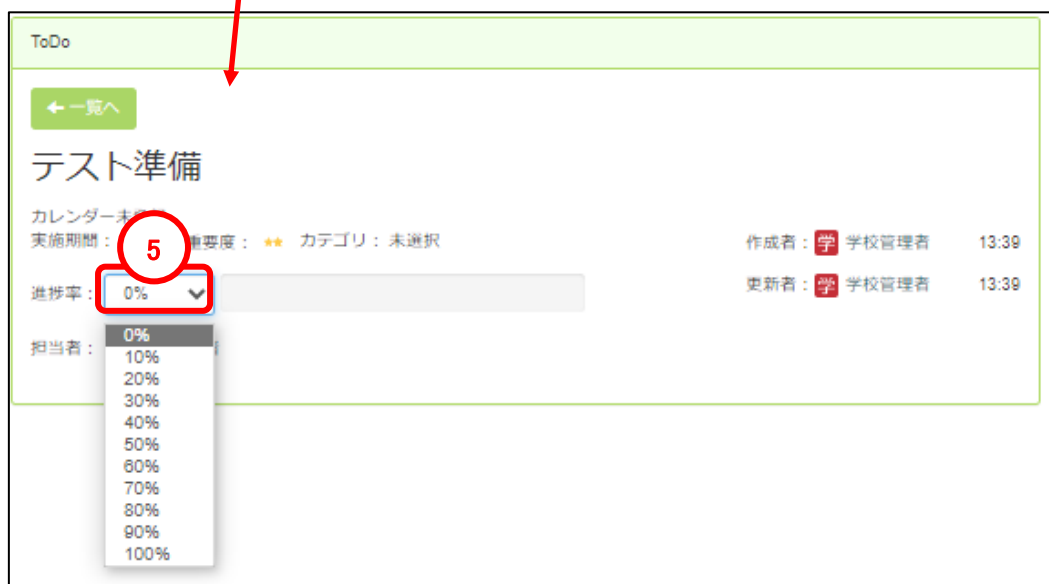 ToDo
一覧へ
テスト準備
カレンダー未
実施期間：
重要度： ★★ カテゴリ：未選択
作成者：学 学校管理者 13:39
5
進捗率： 0%
更新者：学 学校管理者 13:39
担当者：
0%
10%
20%
30%
40%
50%
60%
70%
80%
90%
100%